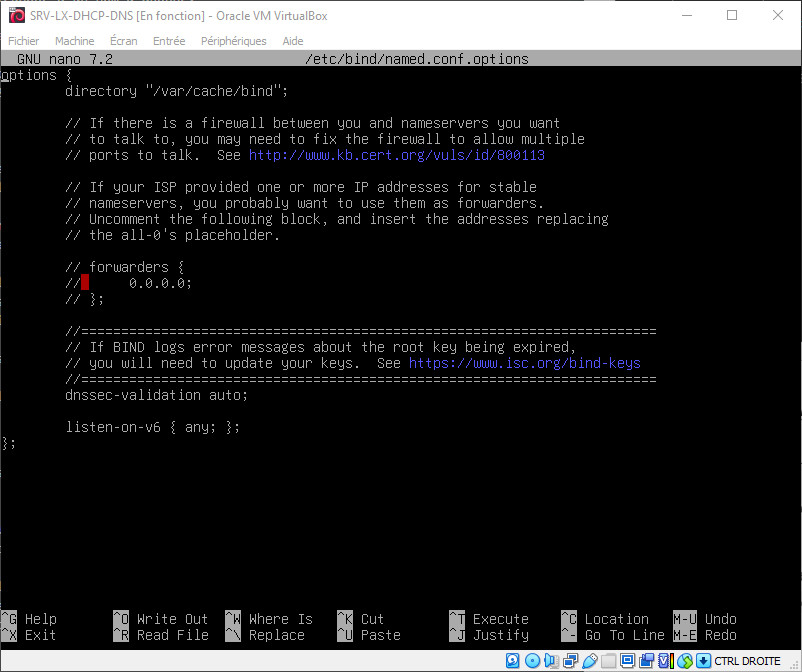 SRV-LX-DHCP-DNS [En fonction] - Oracle VM VirtualBox
Fichier Machine Écran Entrée Périphériques Aide
GNU nano 7.2 /etc/bind/named.conf.options
options {
directory "/var/cache/bind";
// If there is a firewall between you and nameservers you want
// to talk to, you may need to fix the firewall to allow multiple
// ports to talk.  See http://www.kb.cert.org/vuls/id/800113
// If your ISP provided one or more IP addresses for stable
// nameservers, you probably want to use them as forwarders.
// Uncomment the following block, and insert the addresses replacing
// the all-0's placeholder.
// forwarders {
// 0.0.0.0;
// };
//========================================================================
// If BIND logs error messages about the root key being expired,
// you will need to update your keys.  See https://www.isc.org/bind-keys
//========================================================================
dnssec-validation auto;
listen-on-v6 { any; };
};
^G Help ^O Write Out ^W Where Is ^K Cut ^T Execute ^C Location M-U Undo
^X Exit ^R Read File ^\ Replace ^U Paste ^J Justify ^- Go To Line M-E Redo
CTRL DROITE